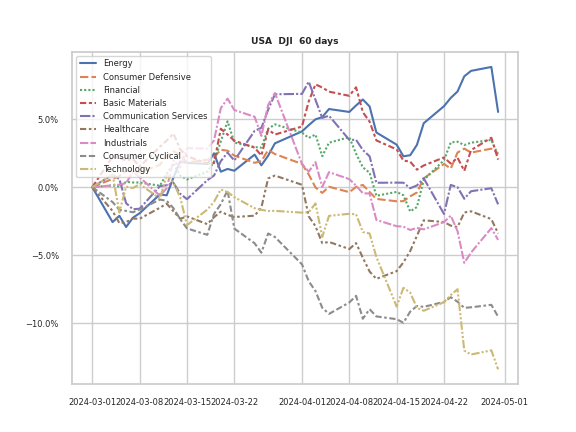 USA DJI 60 days
Energy
Consumer Defensive
Financial
Basic Materials
Communication Services
Healthcare
Industrials
Consumer Cyclical
Technology
5.0%
0.0%
−5.0%
−10.0%
2024-03-01 2024-03-08 2024-03-15 2024-03-22 2024-04-01 2024-04-08 2024-04-15 2024-04-22 2024-05-01